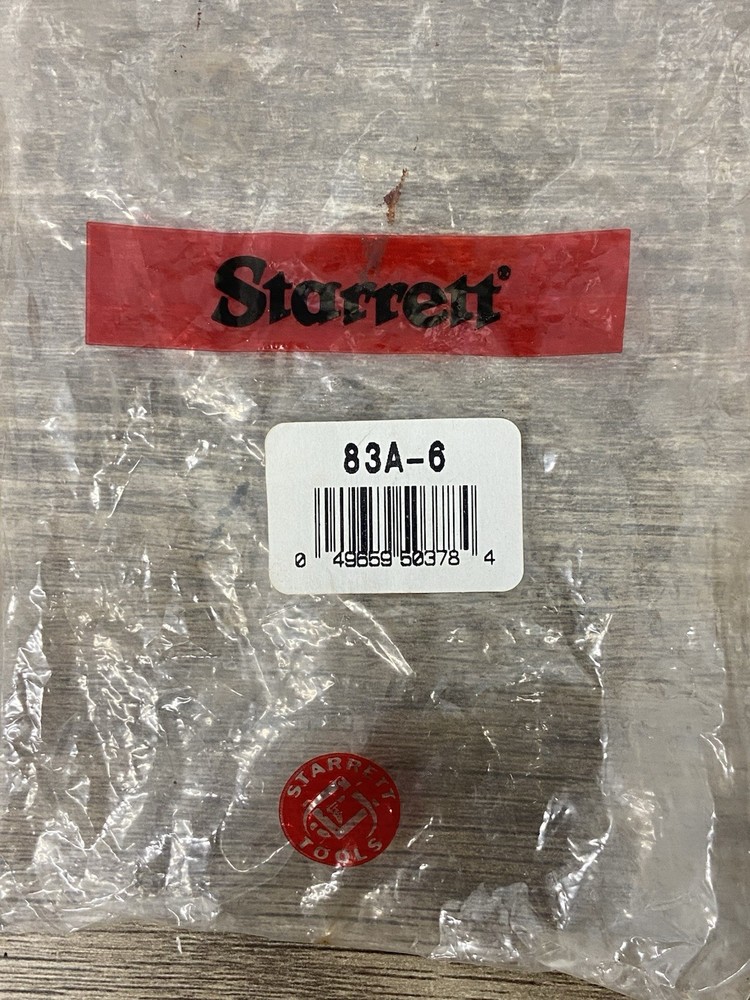 Starrett®
83A-6
0 49659 50378 4
STARRETT
TOOLS